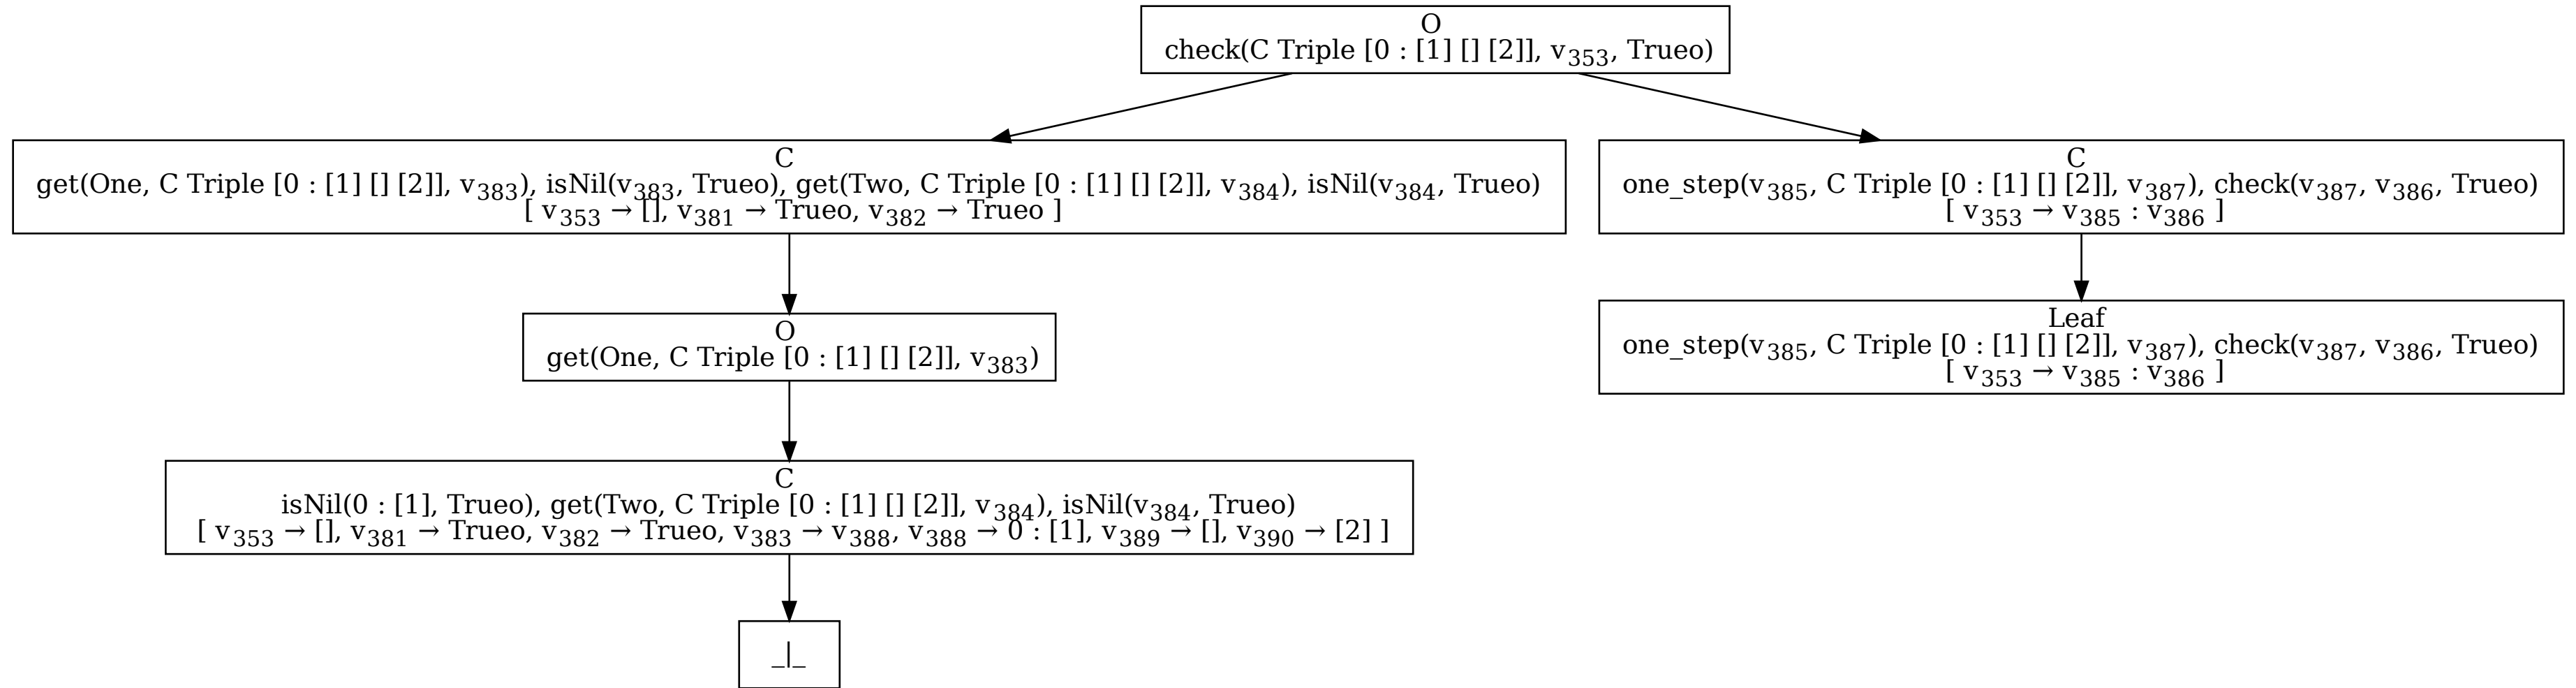 O
check(C Triple [0 : [1] [] [2]], v353, Trueo)
C
get(One, C Triple [0 : [1] [] [2]], v383), isNil(v383, Trueo), get(Two, C Triple [0 : [1] [] [2]], v384), isNil(v384, Trueo)
[ v353 → [], v381 → Trueo, v382 → Trueo ]
C
one_step(v385, C Triple [0 : [1] [] [2]], v387), check(v387, v386, Trueo)
[ v353 → v385 : v386 ]
O
get(One, C Triple [0 : [1] [] [2]], v383)
Leaf
one_step(v385, C Triple [0 : [1] [] [2]], v387), check(v387, v386, Trueo)
[ v353 → v385 : v386 ]
C
isNil(0 : [1], Trueo), get(Two, C Triple [0 : [1] [] [2]], v384), isNil(v384, Trueo)
[ v353 → [], v381 → Trueo, v382 → Trueo, v383 → v388, v388 → 0 : [1], v389 → [], v390 → [2] ]
_|_